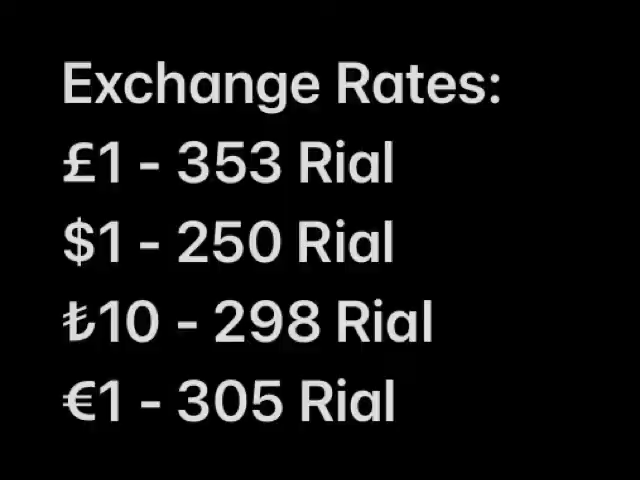 Exchange Rates:
£1 - 353 Rial
$1 - 250 Rial
₺10 - 298 Rial
€1 - 305 Rial